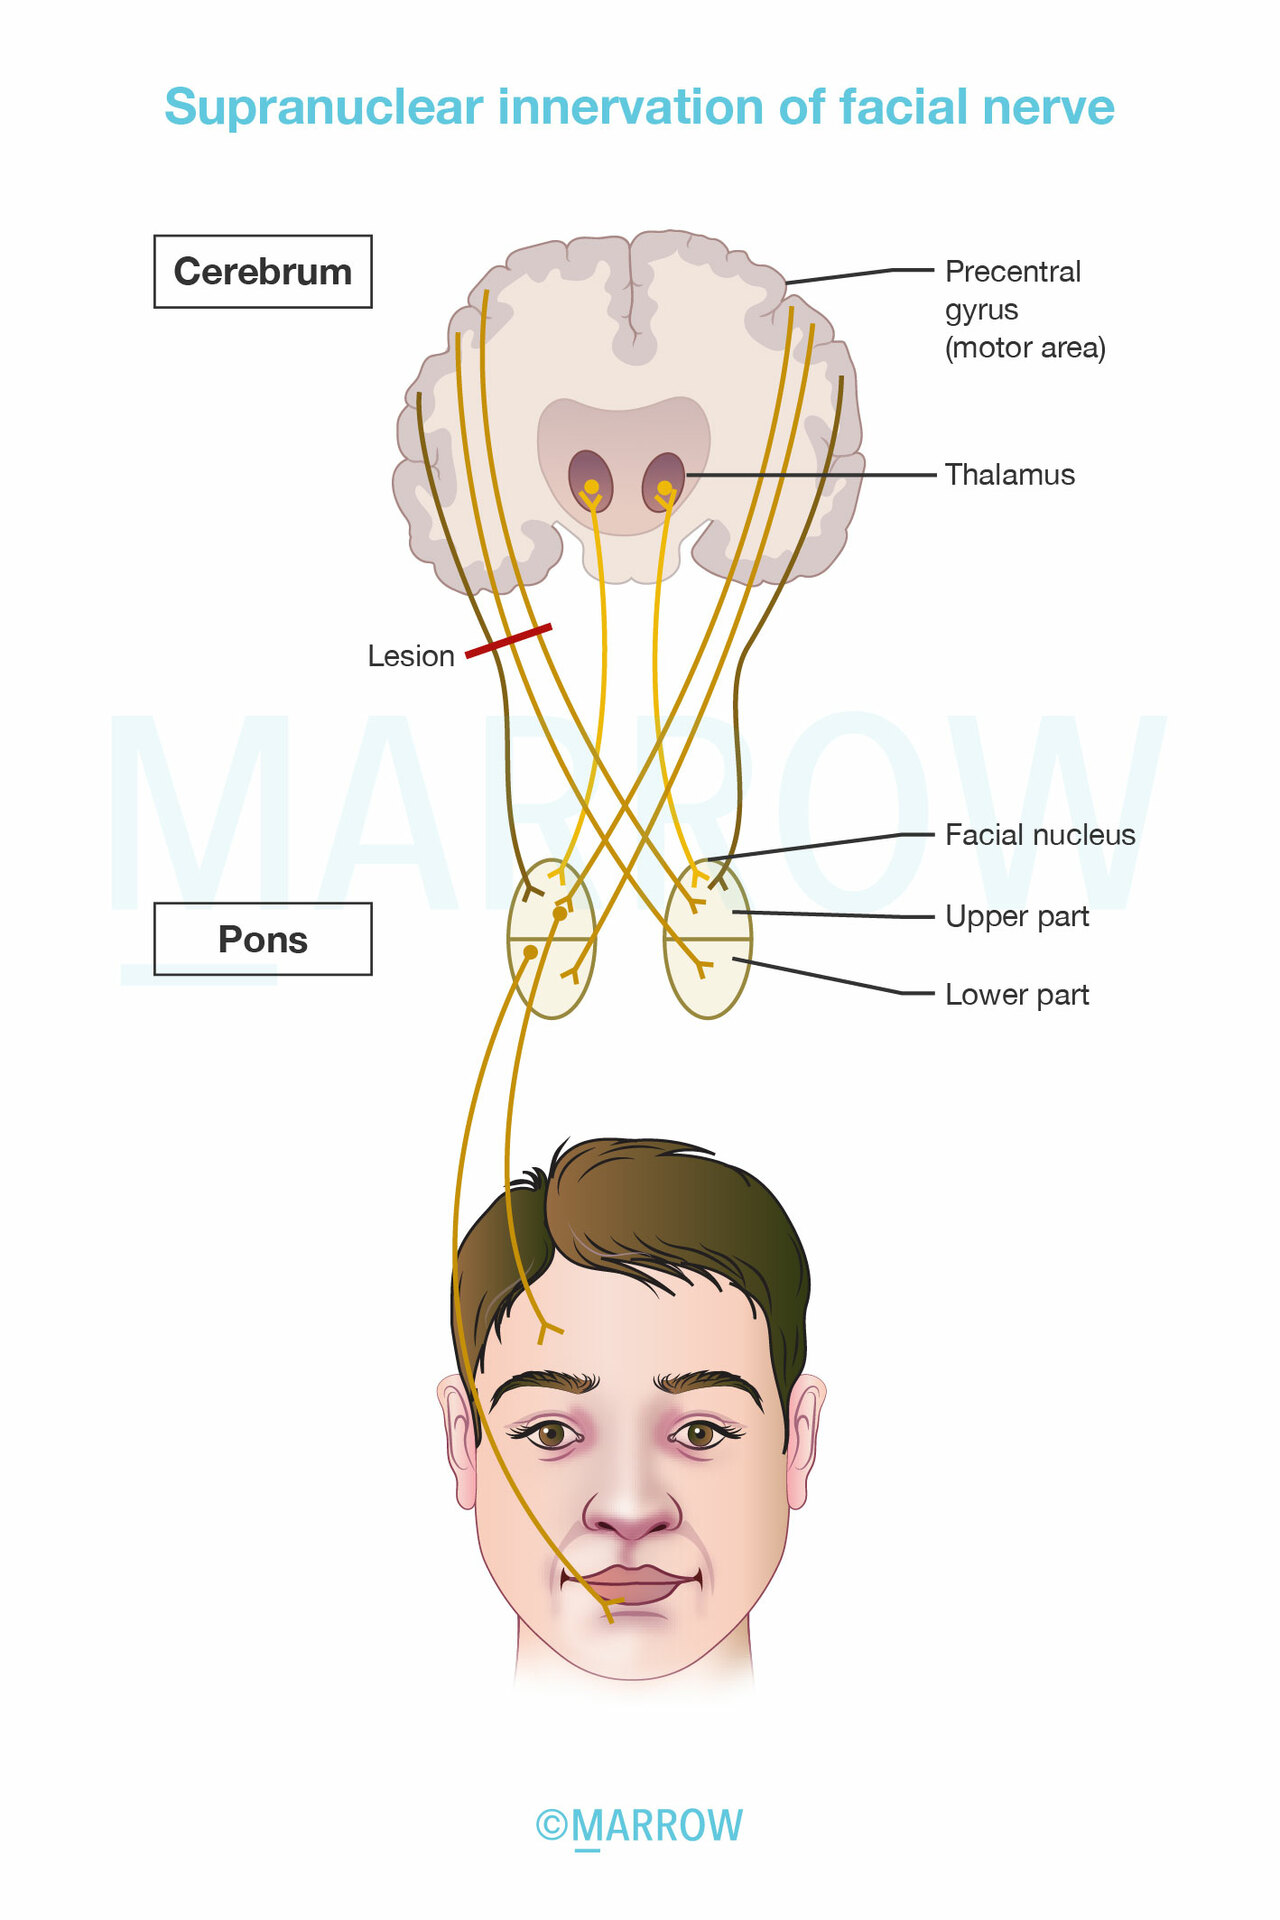 Supranuclear innervation of facial nerve
Cerebrum
Precentral
gyrus
(motor area)
Thalamus
Lesion
MARROW
Facial nucleus
Upper part
Pons
Lower part
©MARROW